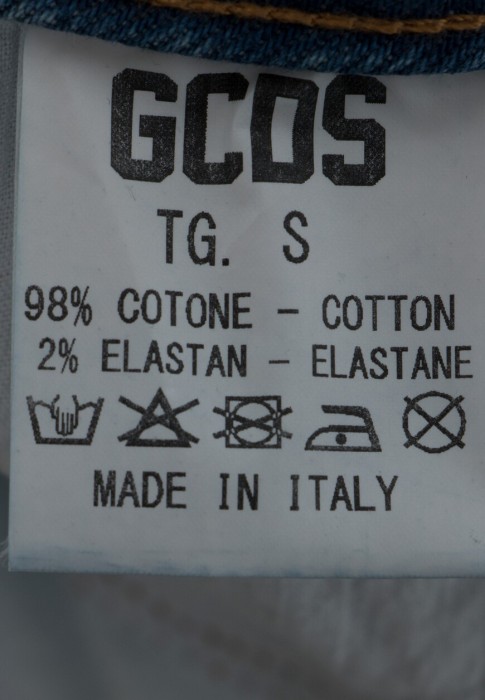 GCDS
TG. S
98% COTONE - COTTON
2% ELASTAN - ELASTANE
MADE IN ITALY